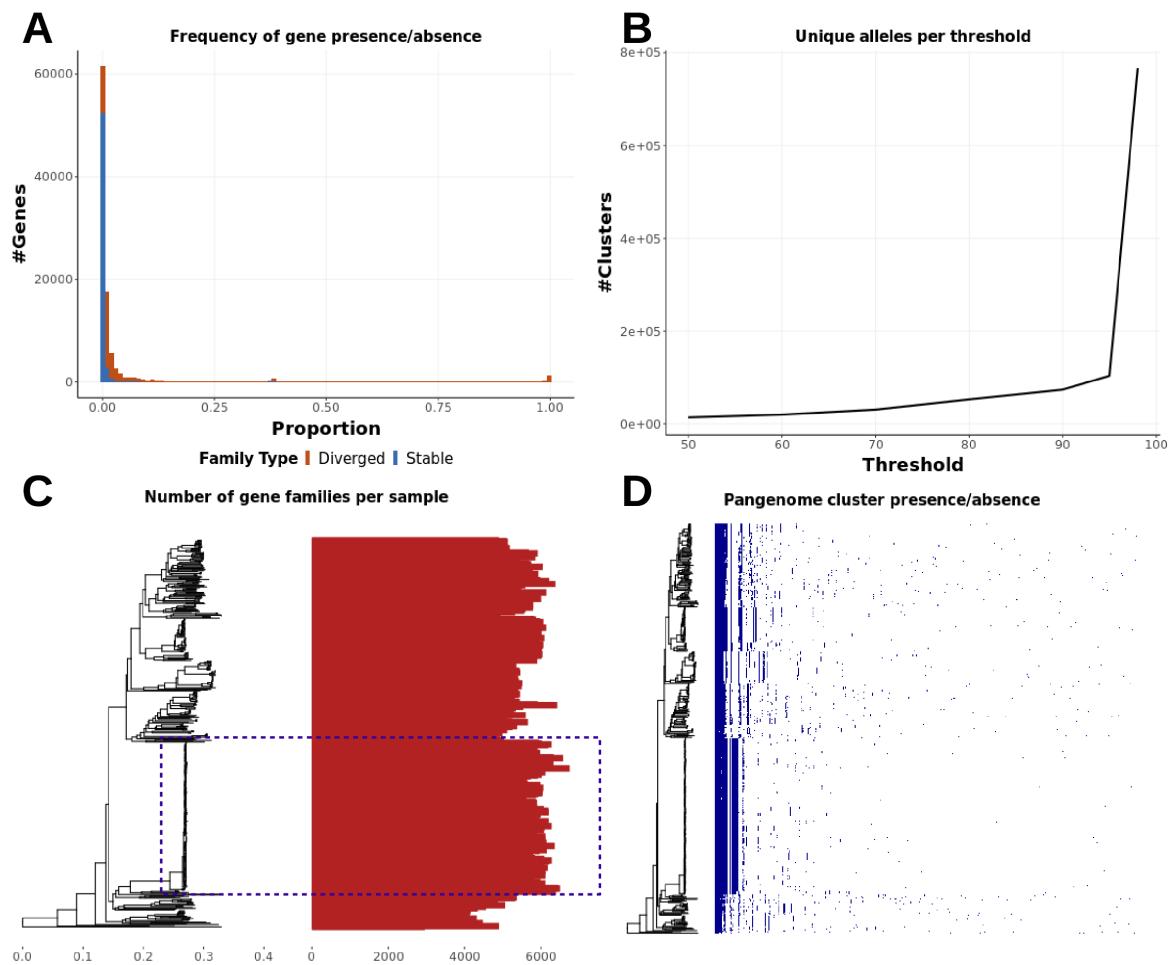 A
Frequency of gene presence/absence
#Genes
60000
40000
20000
0
0.00 0.25 0.50 0.75 1.00
Proportion
Family Type Diverged Stable
B
Unique alleles per threshold
#Clusters
8e+05
6e+05
4e+05
2e+05
0e+00
50 60 70 80 90 100
Threshold
C
Number of gene families per sample
0.0 0.1 0.2 0.3 0.4 0 2000 4000 6000
D
Pangenome cluster presence/absence